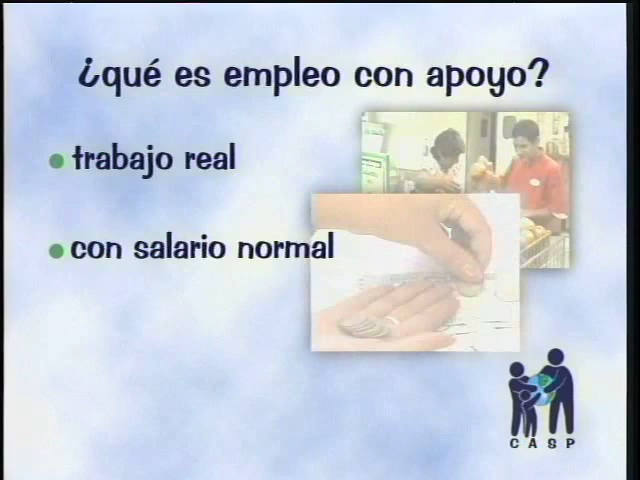 ¿qué es empleo con apoyo?
trabajo real
con salario normal
CASP